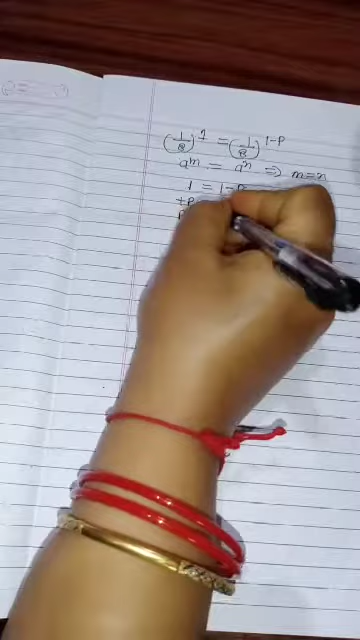 (1/8)^1 = (1/8)^1-P
a^m = a^n ⇒ m=n
1 = 1-P
+P